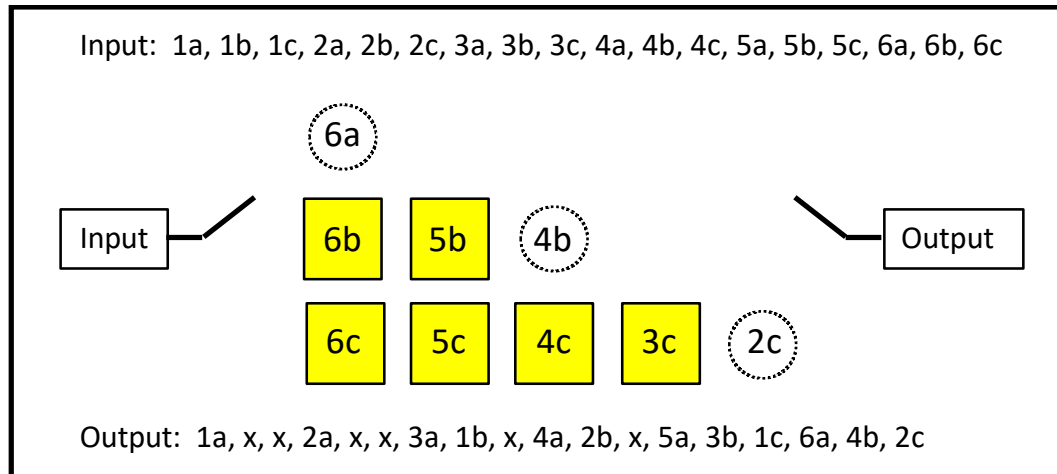 Input: 1a, 1b, 1c, 2a, 2b, 2c, 3a, 3b, 3c, 4a, 4b, 4c, 5a, 5b, 5c, 6a, 6b, 6c
6a
Input 6b 5b 4b Output
6c 5c 4c 3c 2c
Output: 1a, x, x, 2a, x, x, 3a, 1b, x, 4a, 2b, x, 5a, 3b, 1c, 6a, 4b, 2c